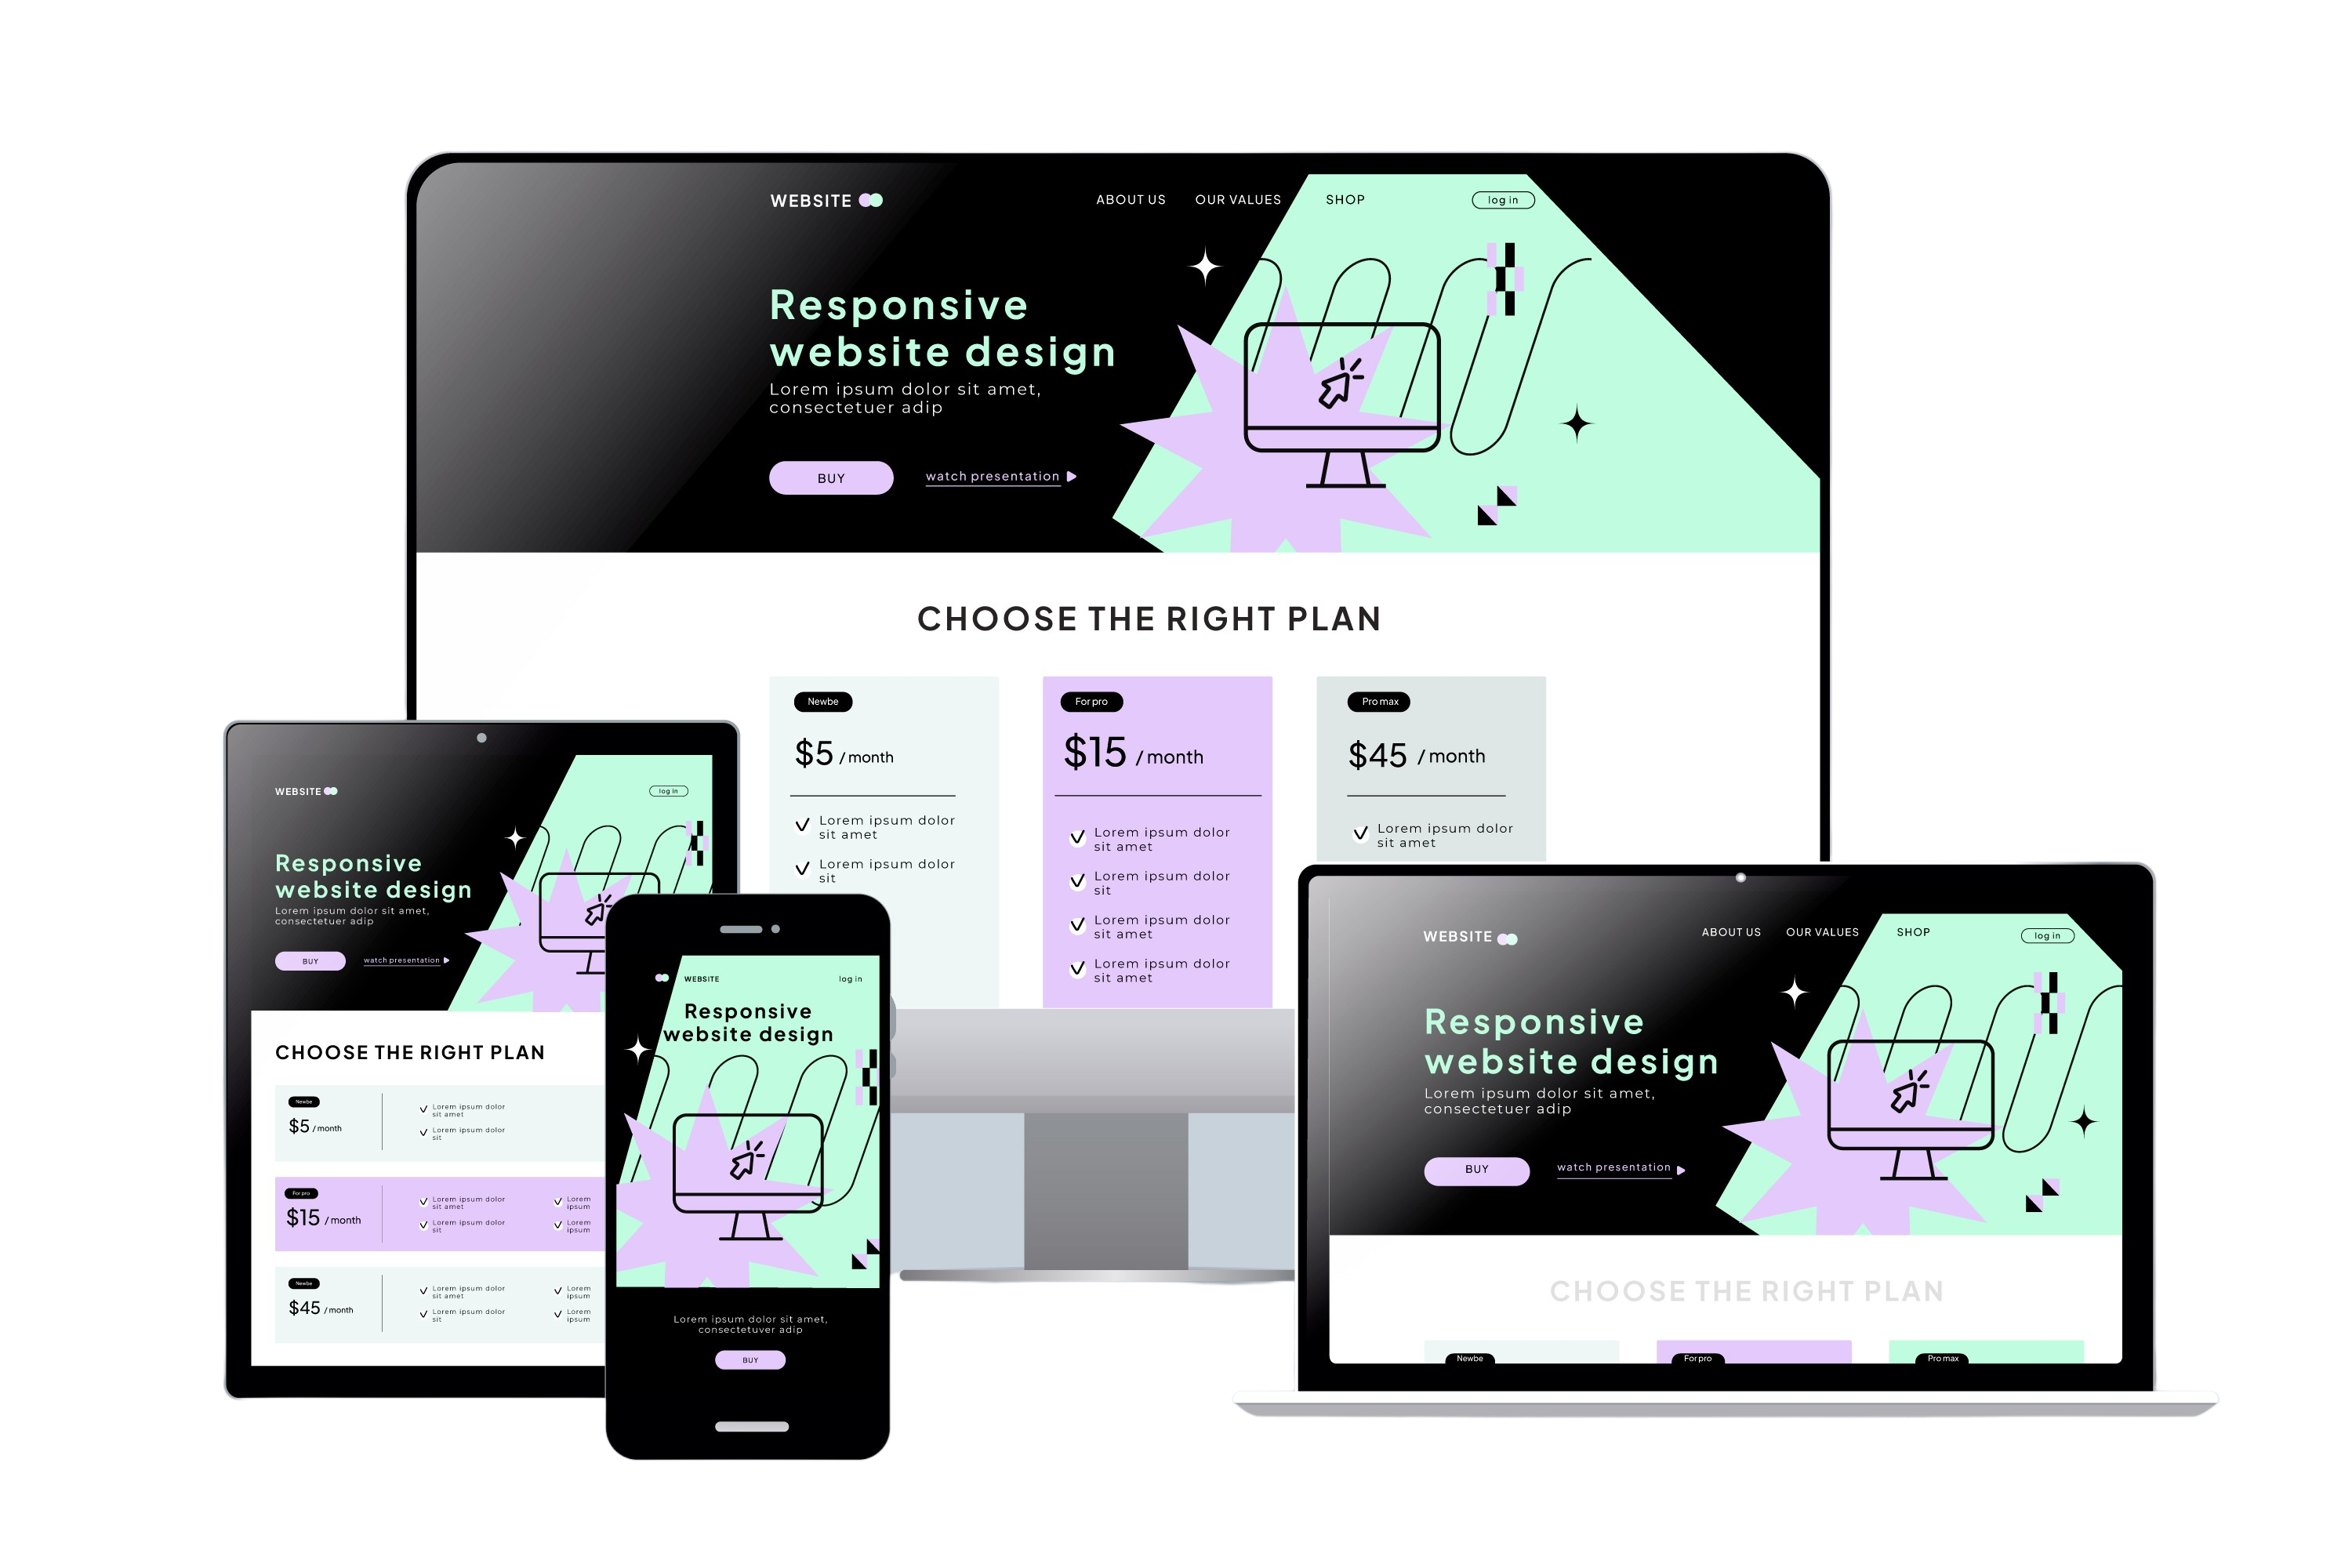 WEBSITE
ABOUT US OUR VALUES SHOP log in
Responsive
website design
Lorem ipsum dolor sit amet,
consectetuer adip
BUY watch presentation
CHOOSE THE RIGHT PLAN
Newbe
$5 / month
Lorem ipsum dolor
sit amet
Lorem ipsum dolor
sit
For pro
$15 / month
Lorem ipsum dolor
sit amet
Lorem ipsum dolor
sit
Lorem ipsum dolor
sit amet
Lorem ipsum dolor
sit amet
Pro max
$45 / month
Lorem ipsum dolor
sit amet
WEBSITE log in
Responsive
website design
Lorem ipsum dolor sit amet,
consectetuer adip
BUY watch presentation
CHOOSE THE RIGHT PLAN
Newbe
$5 / month
Lorem ipsum dolor
sit amet
Lorem ipsum dolor
sit
For pro
$15 / month
Lorem ipsum dolor
sit amet
Lorem ipsum dolor
sit
Lorem
ipsum
Lorem
ipsum
Newbe
$45 / month
Lorem ipsum dolor
sit amet
Lorem ipsum dolor
sit
Lorem
ipsum
Lorem
ipsum
WEBSITE log in
Responsive
website design
Lorem ipsum dolor sit amet,
consectetuver adip
BUY
WEBSITE ABOUT US OUR VALUES SHOP log in
Responsive
website design
Lorem ipsum dolor sit amet,
consectetuer adip
BUY watch presentation
CHOOSE THE RIGHT PLAN
Newbe For pro Pro max